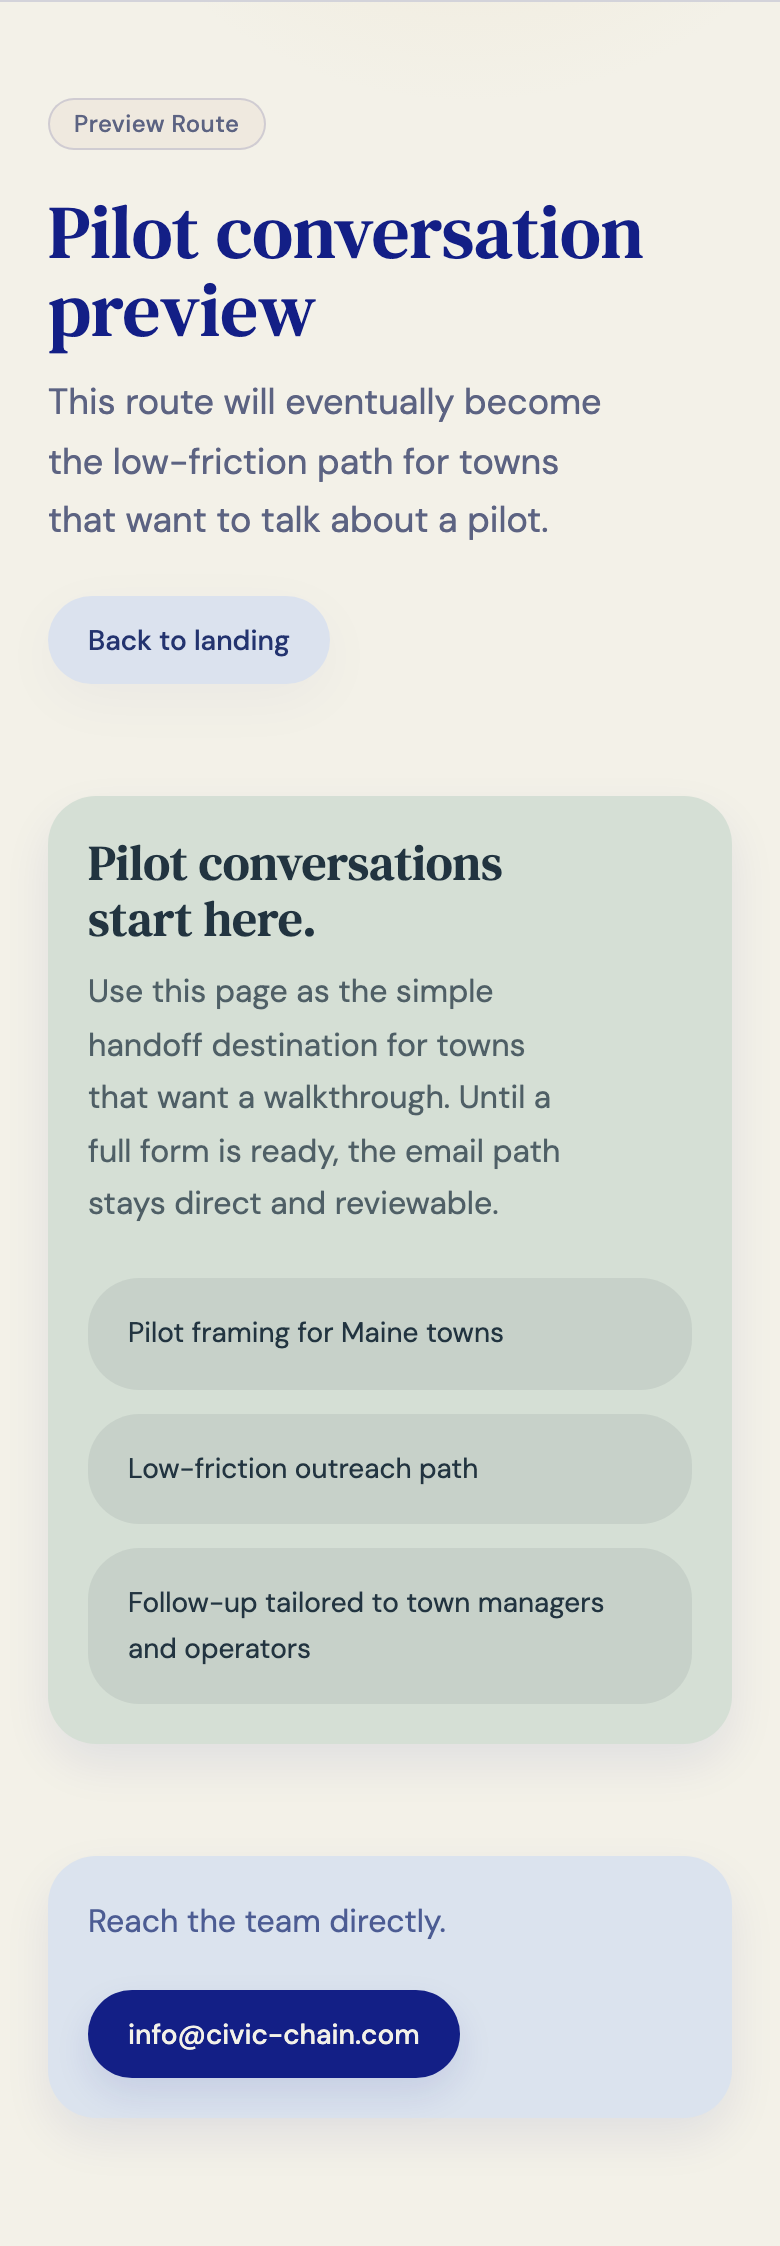 Preview Route
Pilot conversation
preview
This route will eventually become
the low-friction path for towns
that want to talk about a pilot.
Back to landing
Pilot conversations
start here.
Use this page as the simple
handoff destination for towns
that want a walkthrough. Until a
full form is ready, the email path
stays direct and reviewable.
Pilot framing for Maine towns
Low-friction outreach path
Follow-up tailored to town managers
and operators
Reach the team directly.
info@civic-chain.com